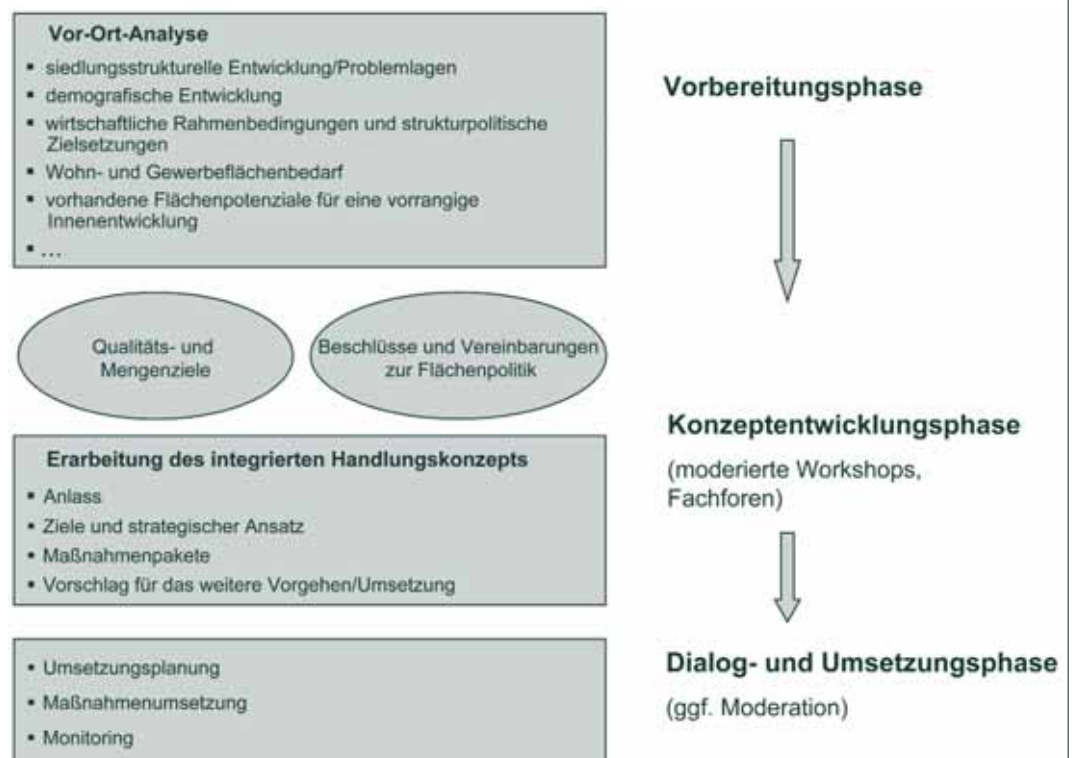 Vor-Ort-Analyse
▪ siedlungsstrukturelle Entwicklung/Problemlagen
▪ demografische Entwicklung
▪ wirtschaftliche Rahmenbedingungen und strukturpolitische
Zielsetzungen
▪ Wohn- und Gewerbeflächenbedarf
▪ vorhandene Flächenpotenziale für eine vorrangige
Innenentwicklung
▪ …
Vorbereitungsphase
Qualitäts- und
Mengenziele
Beschlüsse und Vereinbarungen
zur Flächenpolitik
Erarbeitung des integrierten Handlungskonzepts
▪ Anlass
▪ Ziele und strategischer Ansatz
▪ Maßnahmenpakete
▪ Vorschlag für das weitere Vorgehen/Umsetzung
Konzeptentwicklungsphase
(moderierte Workshops,
Fachforen)
▪ Umsetzungsplanung
▪ Maßnahmenumsetzung
▪ Monitoring
Dialog- und Umsetzungsphase
(ggf. Moderation)